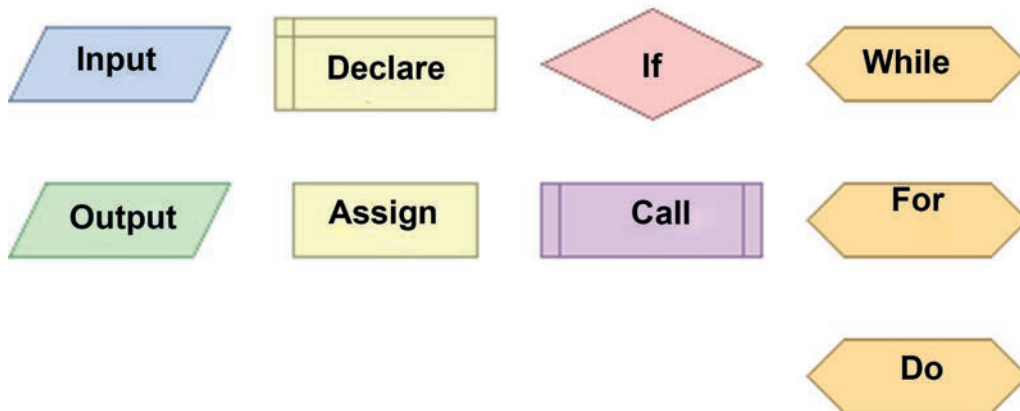 Input
Declare
If
While
Output
Assign
Call
For
Do